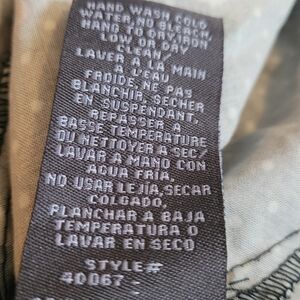 HAND WASH COLD
WATER, NO BLEACH,
HANG TO DRY, IRON
LOW OR DRY
CLEAN/
LAVER A LA MAIN
A L'EAU
FROIDE, NE PAS
BLANCHIR, SECHER
EN SUSPENDANT,
REPASSER A
BASSE TEMPERATURE
OU NETTOYER A SEC/
LAVAR A MANO CON
AGUA FRÍA,
NO USAR LEJÍA, SECAR
COLGADO,
PLANCHAR A BAJA
TEMPERATURA O
LAVAR EN SECO
STYLE#
40067